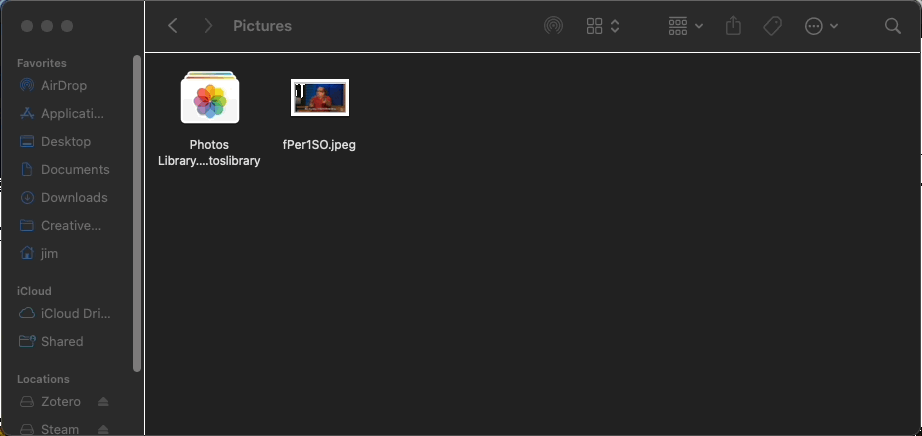 Pictures
Favorites
AirDrop
Applicati...
Desktop
Documents
Downloads
Creative...
jim
iCloud
iCloud Dri...
Shared
Locations
Zotero
Steam
Photos
Library....toslibrary
fPer1SO.jpeg